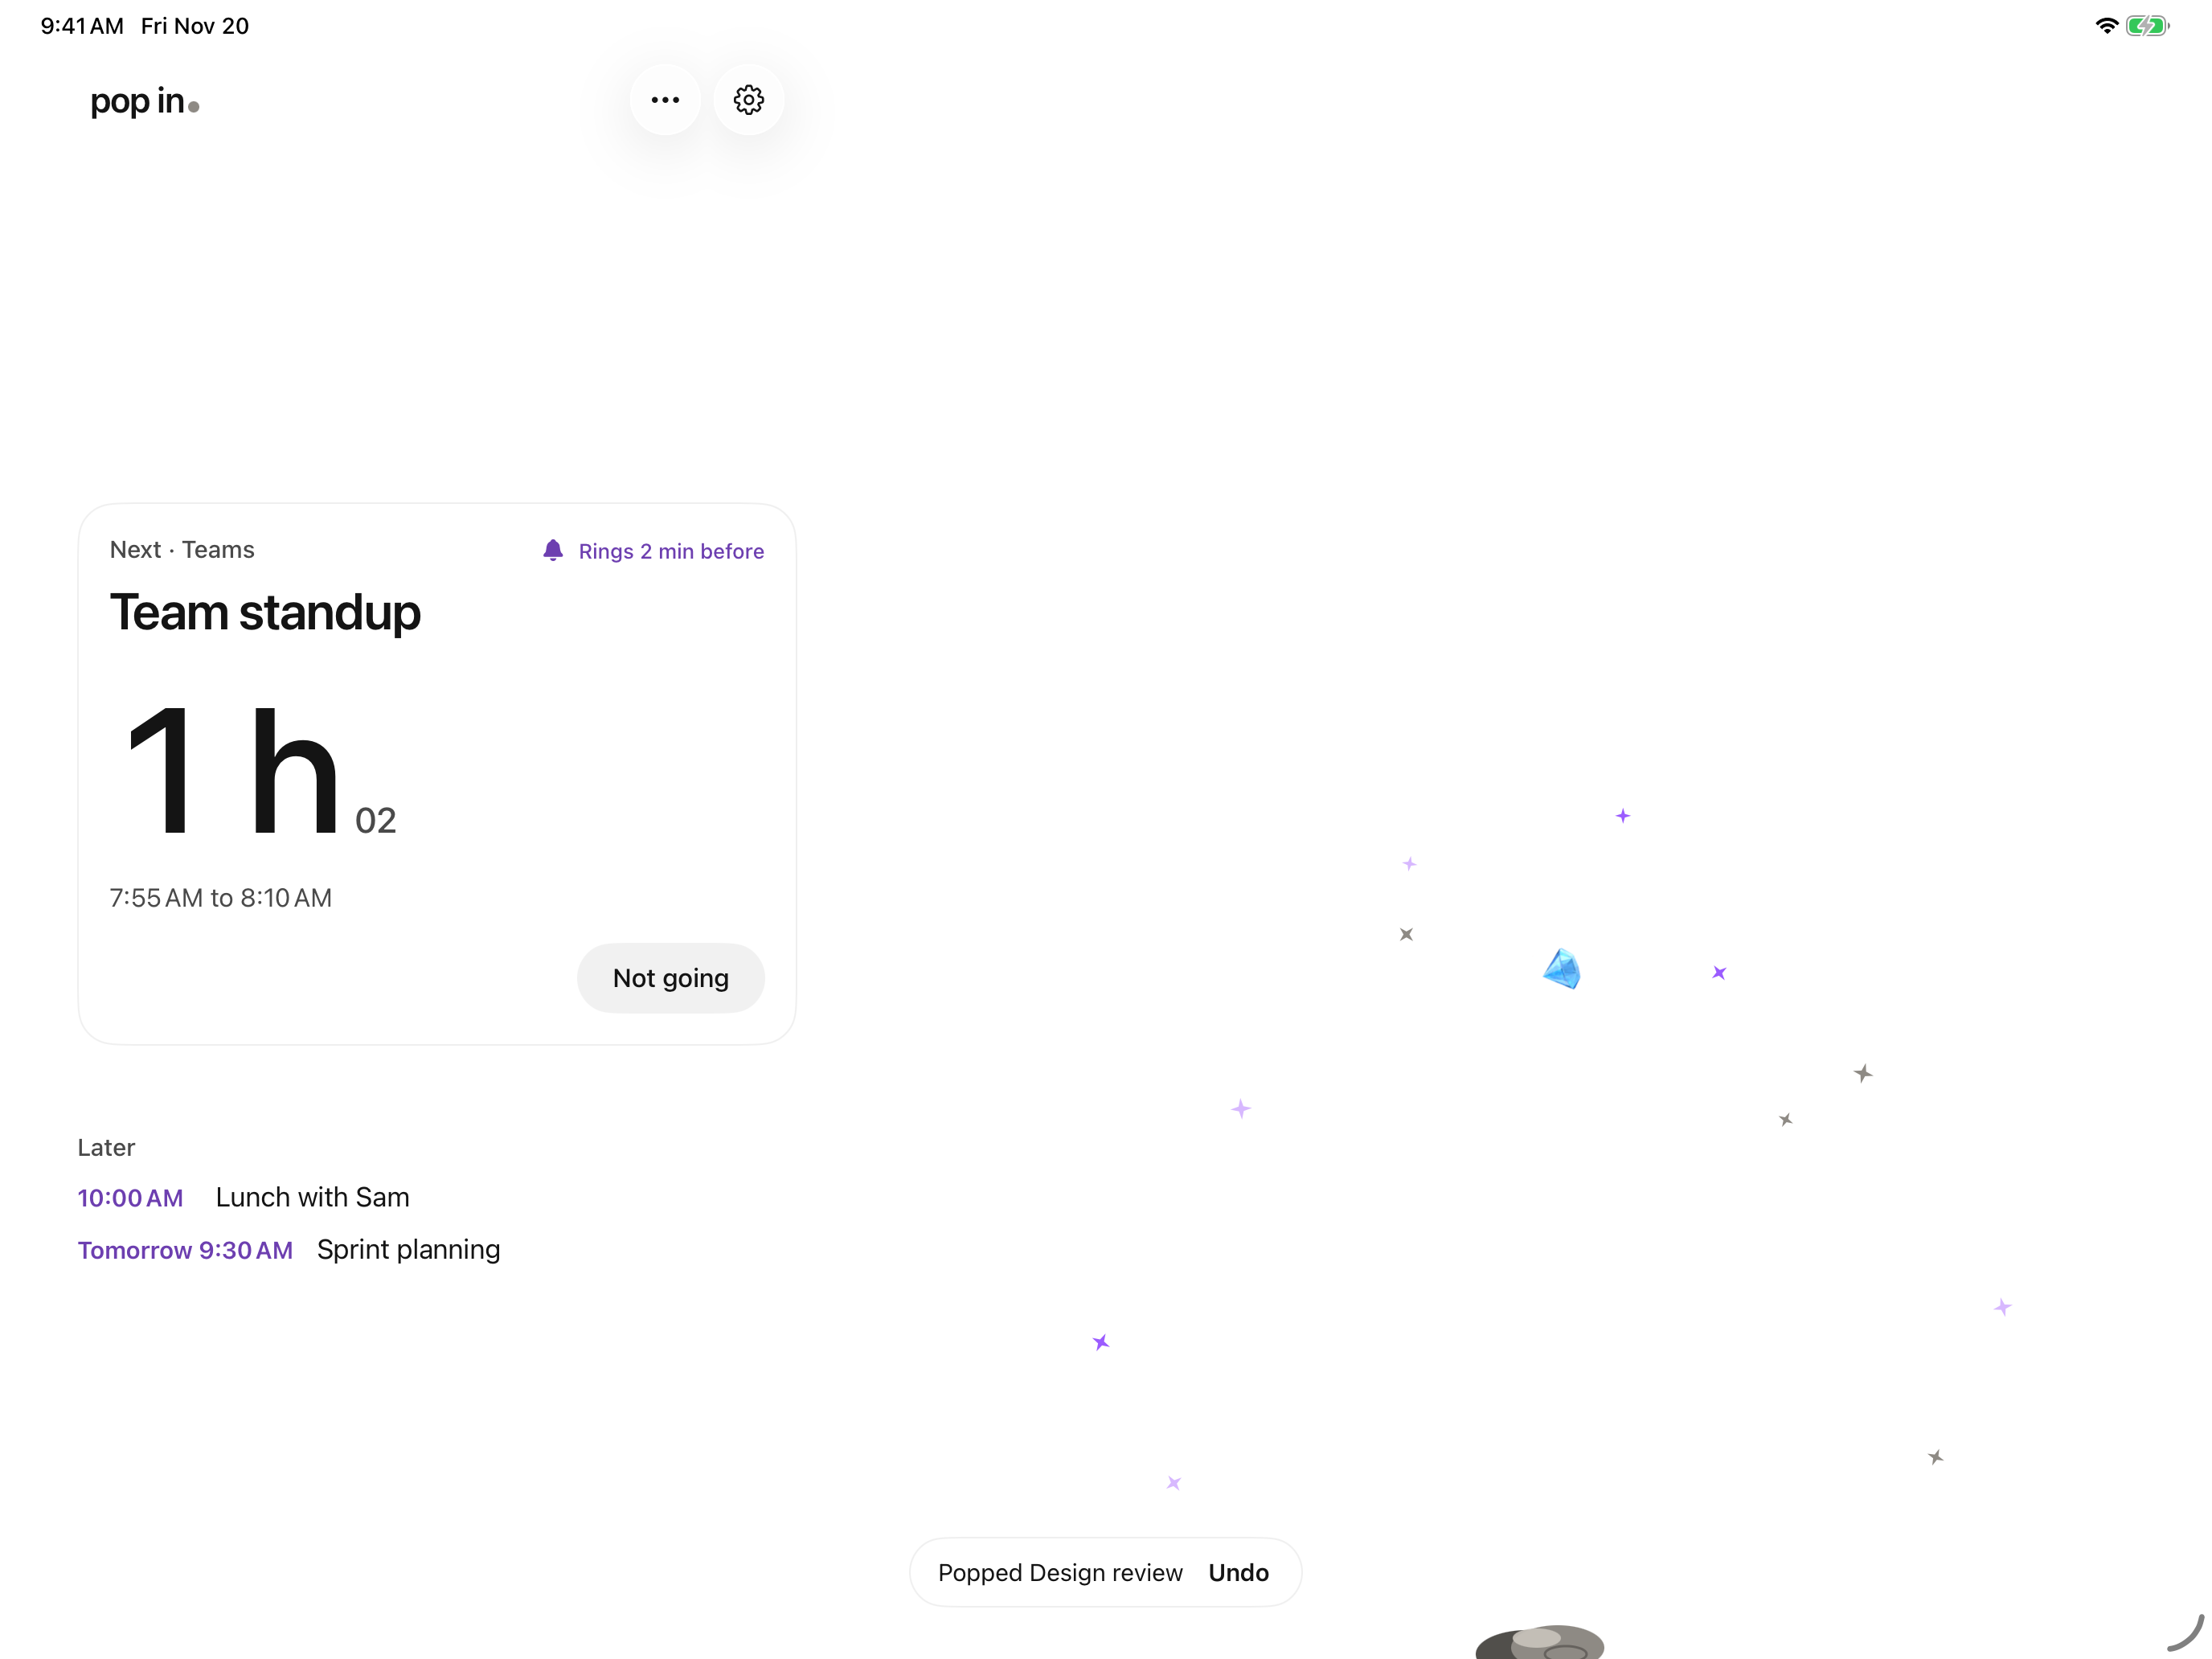 9:41 AM Fri Nov 20
pop in
Next · Teams
Rings 2 min before
Team standup
1 h 02
7:55 AM to 8:10 AM
Not going
Later
10:00 AM Lunch with Sam
Tomorrow 9:30 AM Sprint planning
Popped Design review Undo